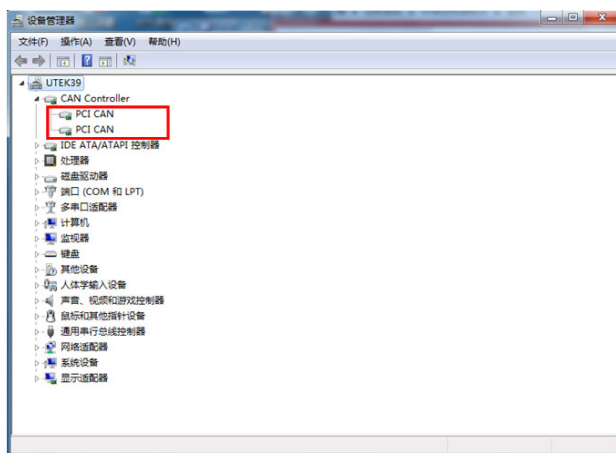 设备管理器
文件(F) 操作(A) 查看(V) 帮助(H)
UTEK39
CAN Controller
PCI CAN
PCI CAN
IDE ATA/ATAPI 控制器
处理器
磁盘驱动器
端口 (COM 和 LPT)
多串口适配器
计算机
监视器
键盘
其他设备
人体学输入设备
声音、视频和游戏控制器
鼠标和其他指针设备
通用串行总线控制器
网络适配器
系统设备
显示适配器